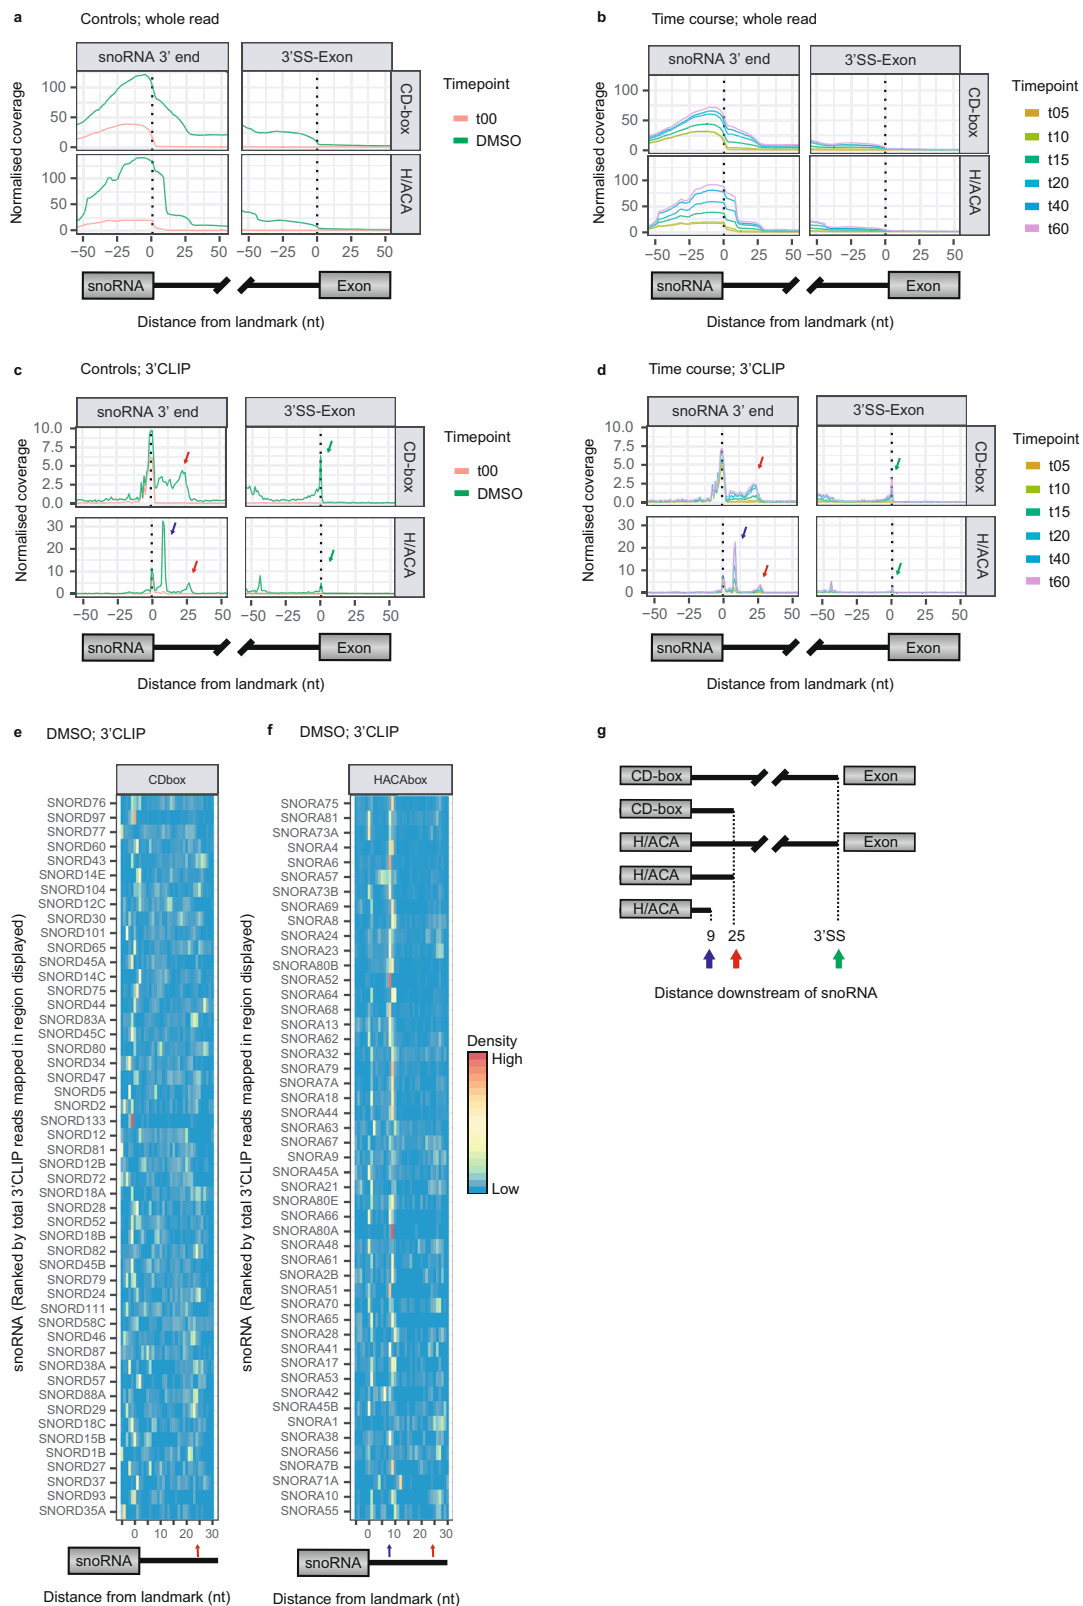 a Controls; whole read
snoRNA 3' end 3'SS-Exon
CD-box
H/ACA
Normalised coverage
100
50
0
100
50
0
−50 −25 0 25 −50 −25 0 25 50
snoRNA Exon
Distance from landmark (nt)
Timepoint
t00
DMSO
b Time course; whole read
snoRNA 3' end 3'SS-Exon
CD-box
H/ACA
Normalised coverage
100
50
0
100
50
0
−50 −25 0 25 50 −50 −25 0 25 50
snoRNA Exon
Distance from landmark (nt)
Timepoint
t05
t10
t15
t20
t40
t60
c Controls; 3'CLIP
snoRNA 3' end 3'SS-Exon
CD-box
H/ACA
Normalised coverage
10.0
7.5
5.0
2.5
0.0
30
20
10
0
−50 −25 0 25 −50 −25 0 25 50
snoRNA Exon
Distance from landmark (nt)
Timepoint
t00
DMSO
d Time course; 3'CLIP
snoRNA 3' end 3'SS-Exon
CD-box
H/ACA
Normalised coverage
10.0
7.5
5.0
2.5
0.0
30
20
10
0
−50 −25 0 25 50 −50 −25 0 25 50
snoRNA Exon
Distance from landmark (nt)
Timepoint
t05
t10
t15
t20
t40
t60
e DMSO; 3'CLIP
CDbox
snoRNA (Ranked by total 3'CLIP reads mapped in region displayed)
SNORD76
SNORD97
SNORD77
SNORD60
SNORD43
SNORD14E
SNORD104
SNORD12C
SNORD30
SNORD101
SNORD65
SNORD45A
SNORD14C
SNORD75
SNORD44
SNORD83A
SNORD45C
SNORD80
SNORD34
SNORD47
SNORD5
SNORD2
SNORD133
SNORD12
SNORD81
SNORD12B
SNORD72
SNORD18A
SNORD28
SNORD52
SNORD18B
SNORD82
SNORD45B
SNORD79
SNORD24
SNORD111
SNORD58C
SNORD46
SNORD87
SNORD38A
SNORD57
SNORD88A
SNORD29
SNORD18C
SNORD15B
SNORD1B
SNORD27
SNORD37
SNORD93
SNORD35A
0 10 20 30
snoRNA
Distance from landmark (nt)
f DMSO; 3'CLIP
HACAbox
snoRNA (Ranked by total 3'CLIP reads mapped in region displayed)
SNORA75
SNORA81
SNORA73A
SNORA4
SNORA6
SNORA57
SNORA73B
SNORA69
SNORA8
SNORA24
SNORA23
SNORA80B
SNORA52
SNORA64
SNORA68
SNORA13
SNORA62
SNORA32
SNORA79
SNORA7A
SNORA18
SNORA44
SNORA63
SNORA67
SNORA9
SNORA45A
SNORA21
SNORA80E
SNORA66
SNORA80A
SNORA48
SNORA61
SNORA2B
SNORA51
SNORA70
SNORA65
SNORA28
SNORA41
SNORA17
SNORA53
SNORA42
SNORA45B
SNORA1
SNORA38
SNORA56
SNORA7B
SNORA71A
SNORA10
SNORA55
0 10 20 30
snoRNA
Distance from landmark (nt)
Density
High
Low
g
CD-box Exon
CD-box
H/ACA Exon
H/ACA
H/ACA
9 25 3'SS
Distance downstream of snoRNA